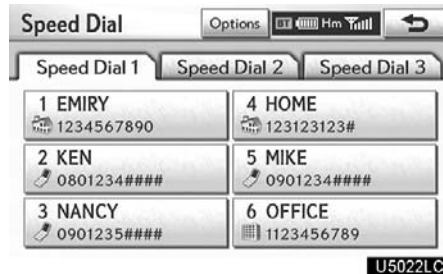 Speed Dial
Options BT Hm
Speed Dial 1 Speed Dial 2 Speed Dial 3
1 EMIRY
1234567890
4 HOME
123123123#
2 KEN
0801234####
5 MIKE
0901234####
3 NANCY
0901235####
6 OFFICE
1123456789
U5022LC